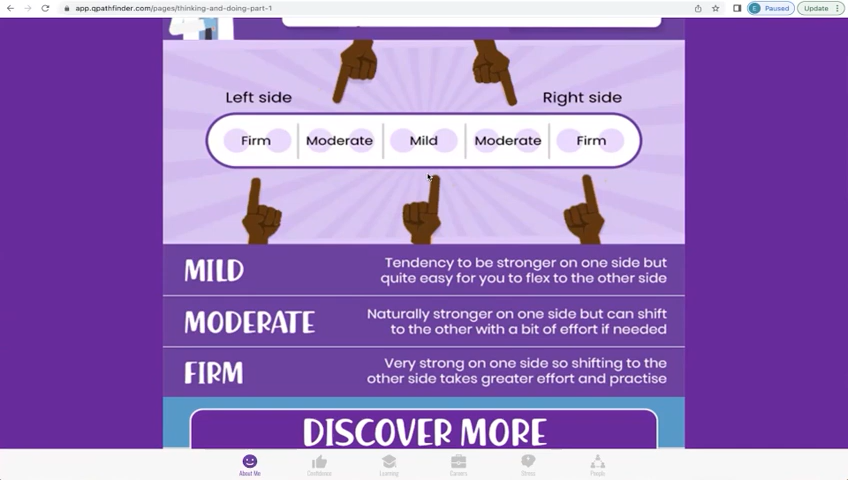 app.qpathfinder.com/pages/thinking-and-doing-part-1
E Paused Update
Left side Right side
Firm Moderate Mild Moderate Firm
MILD
Tendency to be stronger on one side but
quite easy for you to flex to the other side
MODERATE
Naturally stronger on one side but can shift
to the other with a bit of effort if needed
FIRM
Very strong on one side so shifting to the
other side takes greater effort and practise
DISCOVER MORE
About Me Confidence Learning Careers Stress People